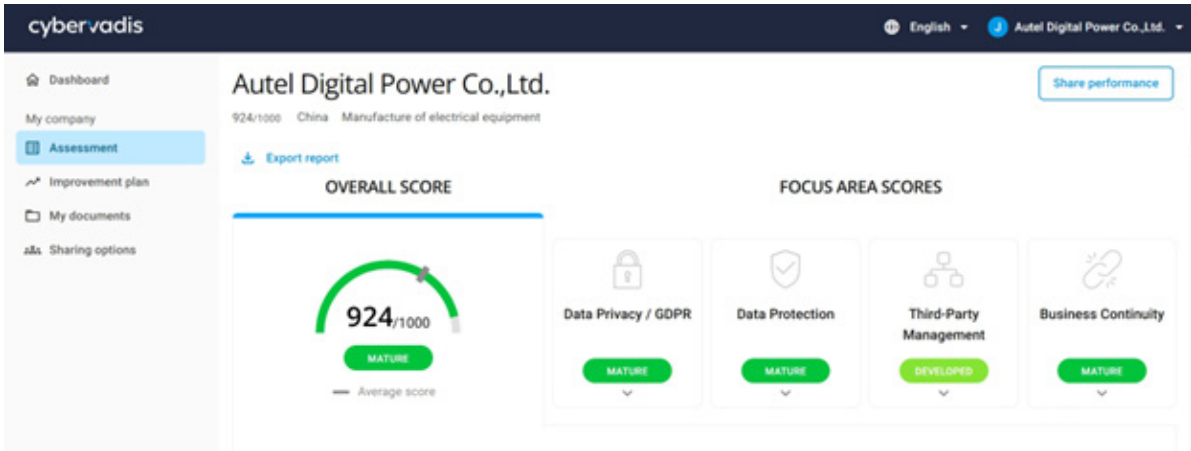 cybervadis
English
J
Autel Digital Power Co.,Ltd.
Dashboard
My company
Assessment
Improvement plan
My documents
Sharing options
Autel Digital Power Co.,Ltd.
Share performance
924/1000 China Manufacture of electrical equipment
Export report
OVERALL SCORE
924/1000
MATURE
Average score
FOCUS AREA SCORES
Data Privacy / GDPR
MATURE
Data Protection
MATURE
Third-Party
Management
DEVELOPED
Business Continuity
MATURE